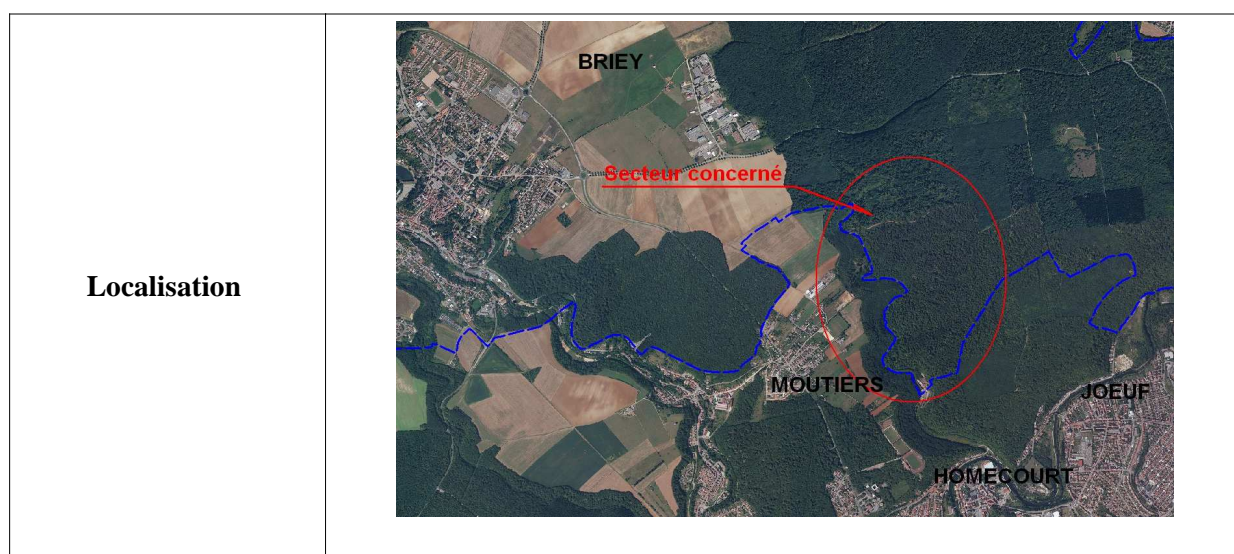 Localisation
BRIEY
Secteur concerné
MOUTIERS
JOEUF
HOMECOURT